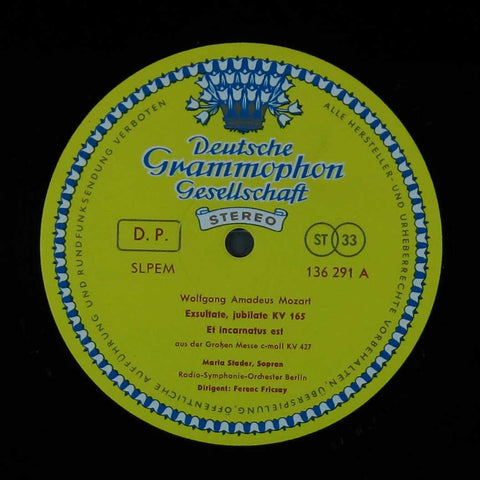 ALLE HERSTELLER- UND URHEBERRECHTE VORBEHALTEN. ÜBERSPIELUNG, ÖFFENTLICHE AUFFÜHRUNG UND RUNDFUNKSENDUNG VERBOTEN
Deutsche
Grammophon
Gesellschaft
STEREO
D. P.
ST 33
SLPEM
136 291 A
Wolfgang Amadeus Mozart
Exsultate, jubilate KV 165
Et incarnatus est
aus der Großen Messe c-moll KV 427
Maria Stader, Sopran
Radio-Symphonie-Orchester Berlin
Dirigent: Ferenc Fricsay